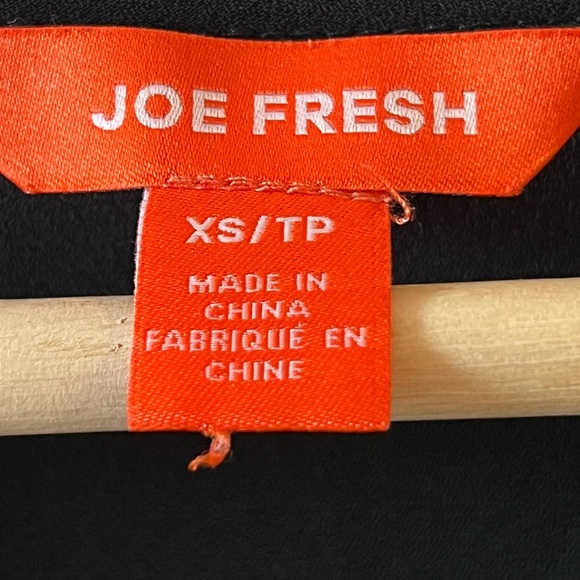 JOE FRESH
XS/TP
MADE IN
CHINA
FABRIQUÉ EN
CHINE